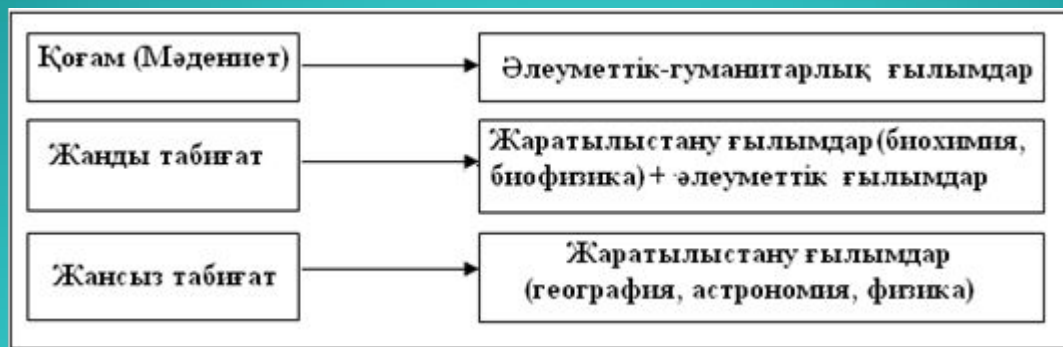 Қоғам (Мәдениет)
Әлеуметтік-гуманитарлық ғылымдар
Жанды табиғат
Жаратылыстану ғылымдар(биохимия,
биофизика)+ әлеуметтік ғылымдар
Жансыз табиғат
Жаратылыстану ғылымдар
(география, астрономия, физика)